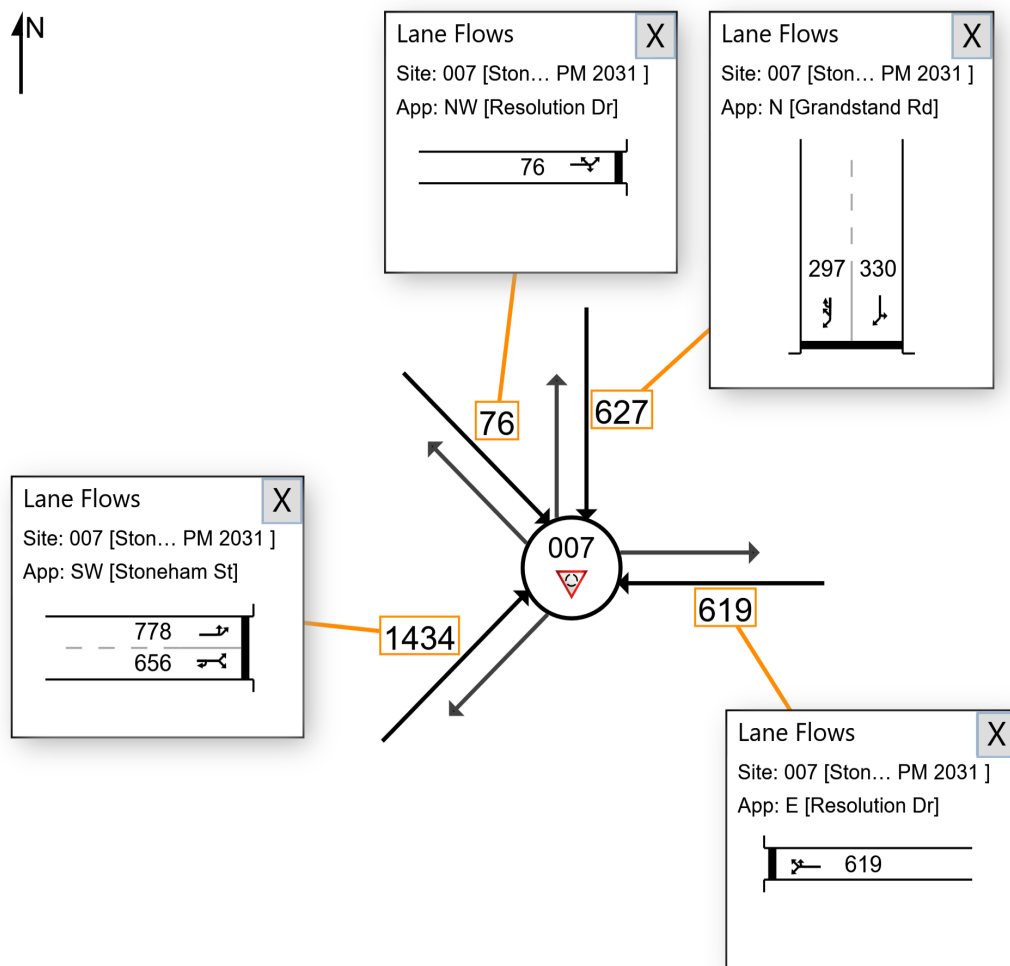 N
Lane Flows
X
Site: 007 [Ston... PM 2031 ]
App: NW [Resolution Dr]
76
Lane Flows
X
Site: 007 [Ston... PM 2031 ]
App: N [Grandstand Rd]
297 330
76
627
Lane Flows
X
Site: 007 [Ston... PM 2031 ]
App: SW [Stoneham St]
778
656
1434
007
619
Lane Flows
X
Site: 007 [Ston... PM 2031 ]
App: E [Resolution Dr]
619